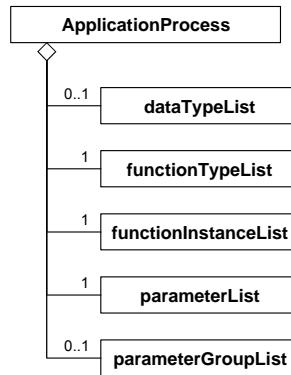 ApplicationProcess
0..1
dataTypeList
1
functionTypeList
1
functionInstanceList
1
parameterList
0..1
parameterGroupList